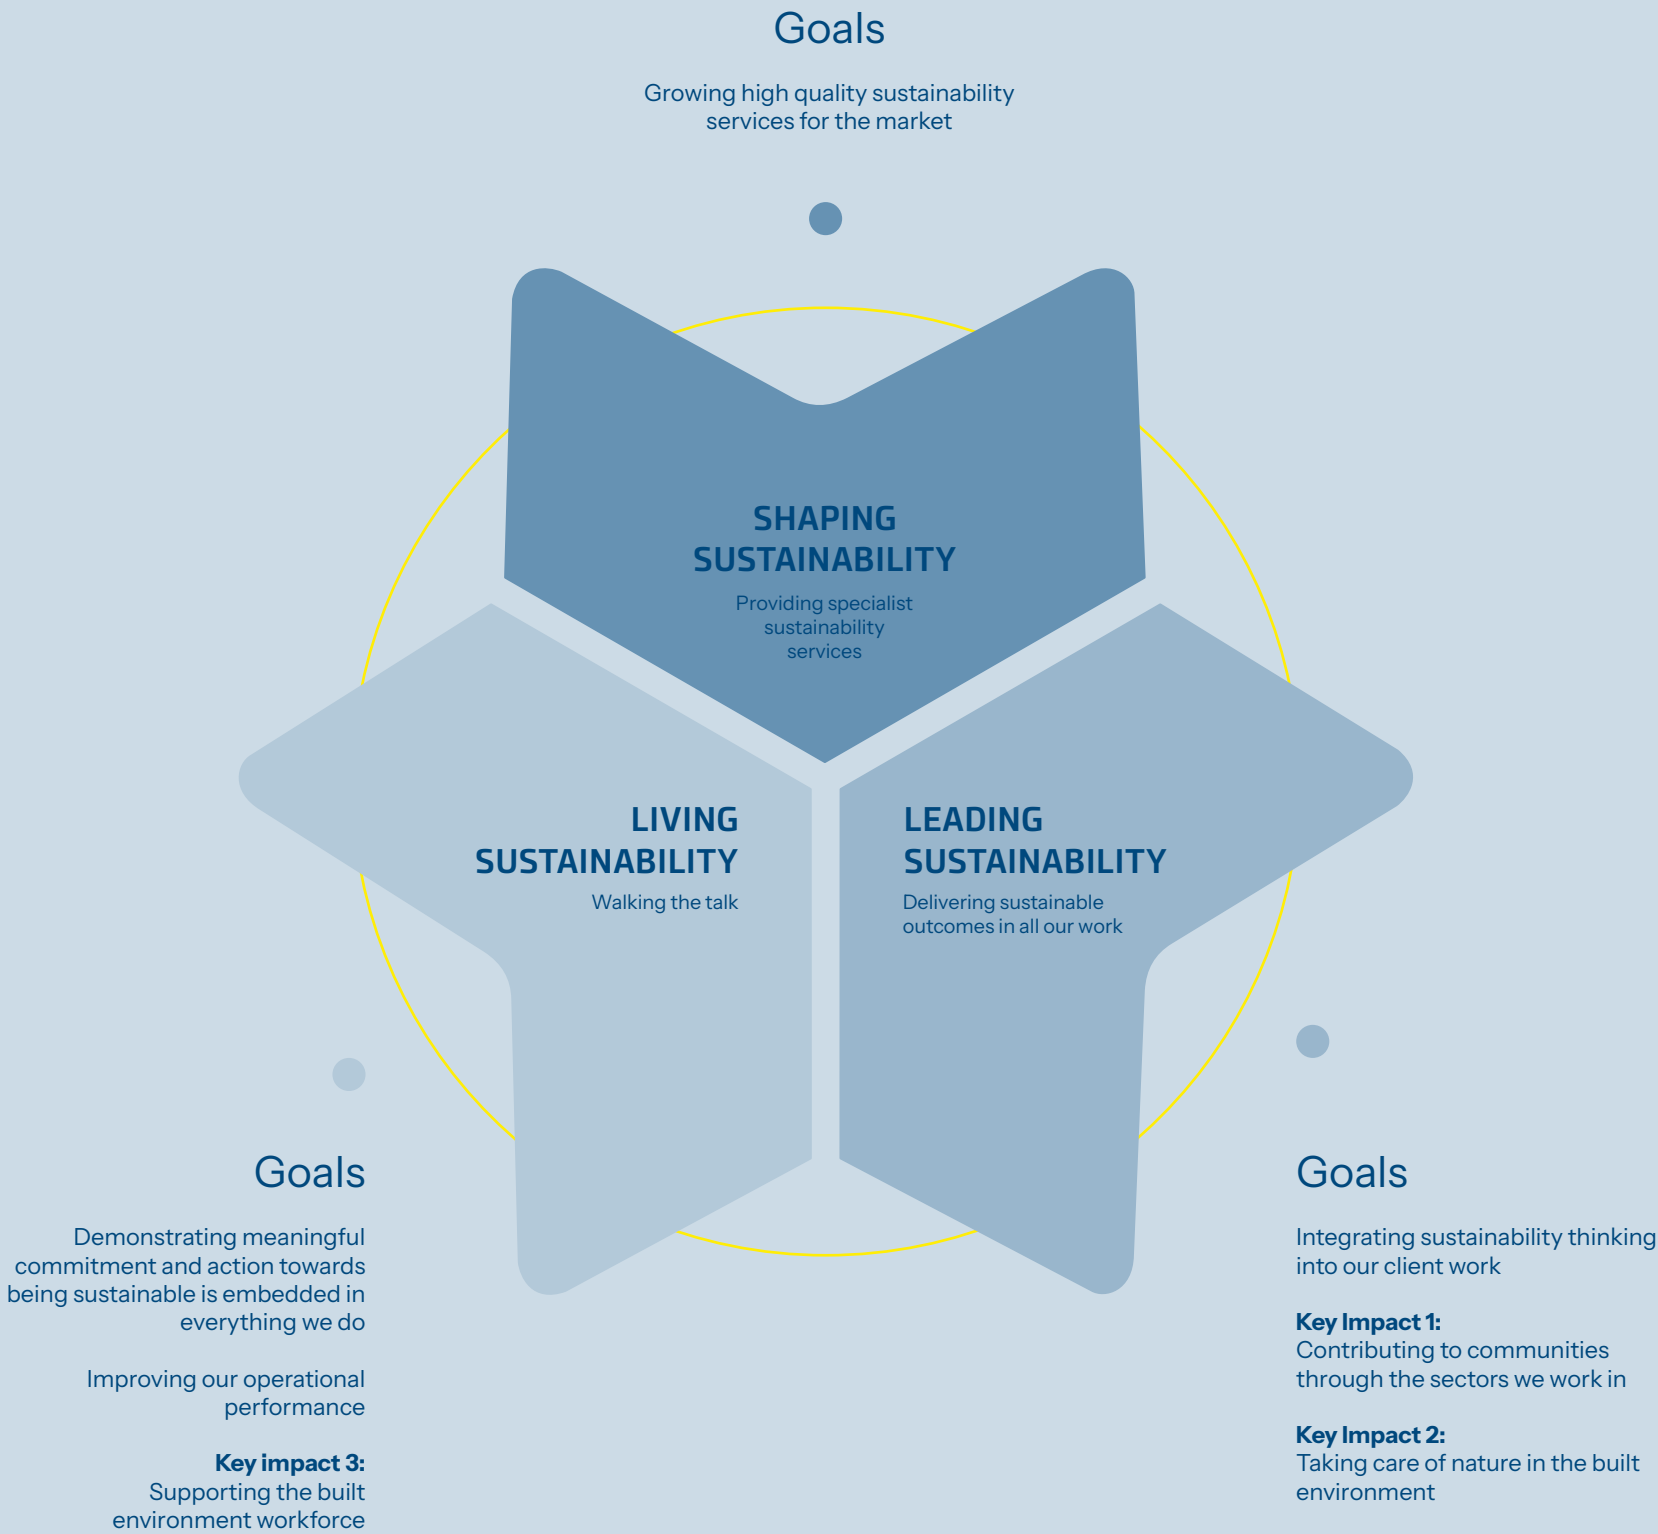 Goals
Growing high quality sustainability
services for the market
SHAPING
SUSTAINABILITY
Providing specialist
sustainability
services
LIVING
SUSTAINABILITY
Walking the talk
LEADING
SUSTAINABILITY
Delivering sustainable
outcomes in all our work
Goals
Demonstrating meaningful
commitment and action towards
being sustainable is embedded in
everything we do
Improving our operational
performance
Key impact 3:
Supporting the built
environment workforce
Goals
Integrating sustainability thinking
into our client work
Key Impact 1:
Contributing to communities
through the sectors we work in
Key Impact 2:
Taking care of nature in the built
environment